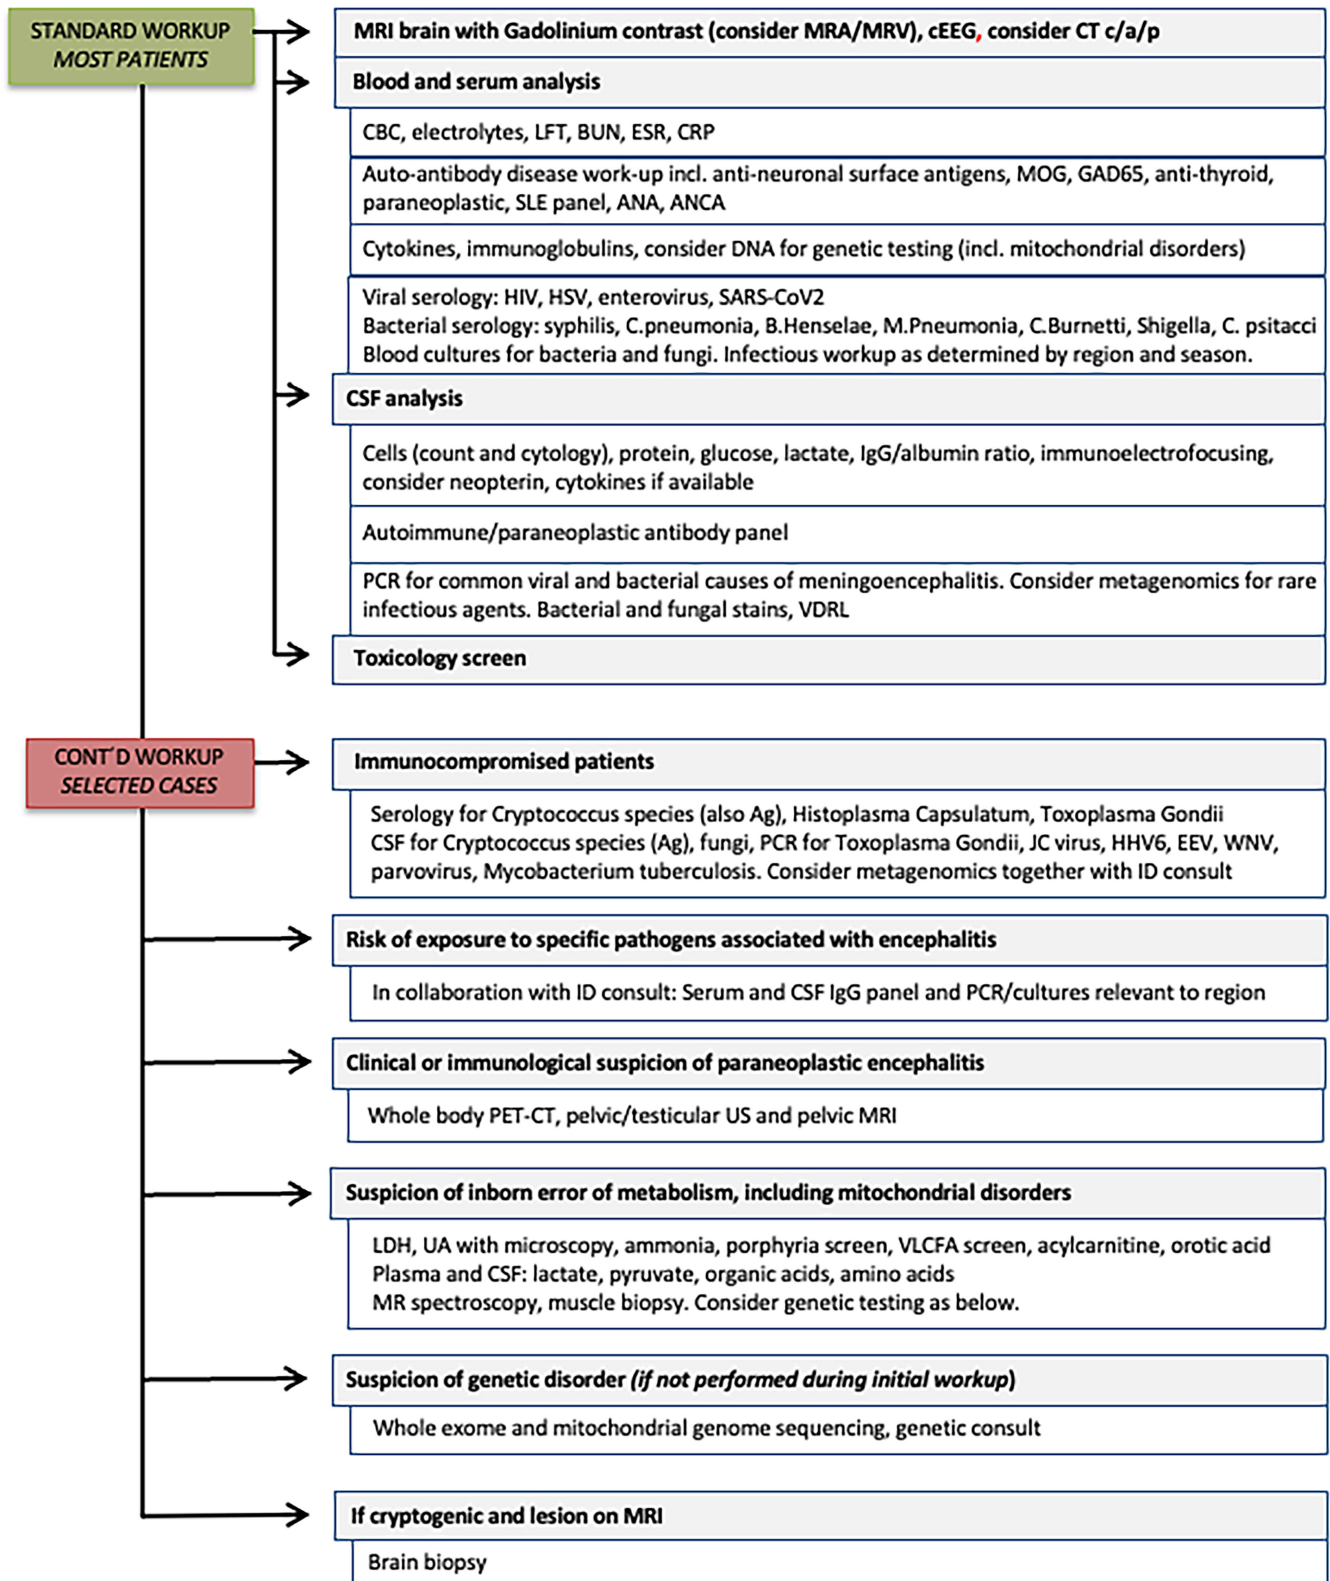 STANDARD WORKUP
MOST PATIENTS
MRI brain with Gadolinium contrast (consider MRA/MRV), cEEG, consider CT c/a/p
Blood and serum analysis
CBC, electrolytes, LFT, BUN, ESR, CRP
Auto-antibody disease work-up incl. anti-neuronal surface antigens, MOG, GAD65, anti-thyroid,
paraneoplastic, SLE panel, ANA, ANCA
Cytokines, immunoglobulins, consider DNA for genetic testing (incl. mitochondrial disorders)
Viral serology: HIV, HSV, enterovirus, SARS-CoV2
Bacterial serology: syphilis, C.pneumonia, B.Henselae, M.Pneumonia, C.Burnetti, Shigella, C. psitacci
Blood cultures for bacteria and fungi. Infectious workup as determined by region and season.
CSF analysis
Cells (count and cytology), protein, glucose, lactate, IgG/albumin ratio, immunoelectrofocusing,
consider neopterin, cytokines if available
Autoimmune/paraneoplastic antibody panel
PCR for common viral and bacterial causes of meningoencephalitis. Consider metagenomics for rare
infectious agents. Bacterial and fungal stains, VDRL
Toxicology screen
CONT´D WORKUP
SELECTED CASES
Immunocompromised patients
Serology for Cryptococcus species (also Ag), Histoplasma Capsulatum, Toxoplasma Gondii
CSF for Cryptococcus species (Ag), fungi, PCR for Toxoplasma Gondii, JC virus, HHV6, EEV, WNV,
parvovirus, Mycobacterium tuberculosis. Consider metagenomics together with ID consult
Risk of exposure to specific pathogens associated with encephalitis
In collaboration with ID consult: Serum and CSF IgG panel and PCR/cultures relevant to region
Clinical or immunological suspicion of paraneoplastic encephalitis
Whole body PET-CT, pelvic/testicular US and pelvic MRI
Suspicion of inborn error of metabolism, including mitochondrial disorders
LDH, UA with microscopy, ammonia, porphyria screen, VLCFA screen, acylcarnitine, orotic acid
Plasma and CSF: lactate, pyruvate, organic acids, amino acids
MR spectroscopy, muscle biopsy. Consider genetic testing as below.
Suspicion of genetic disorder (if not performed during initial workup)
Whole exome and mitochondrial genome sequencing, genetic consult
If cryptogenic and lesion on MRI
Brain biopsy